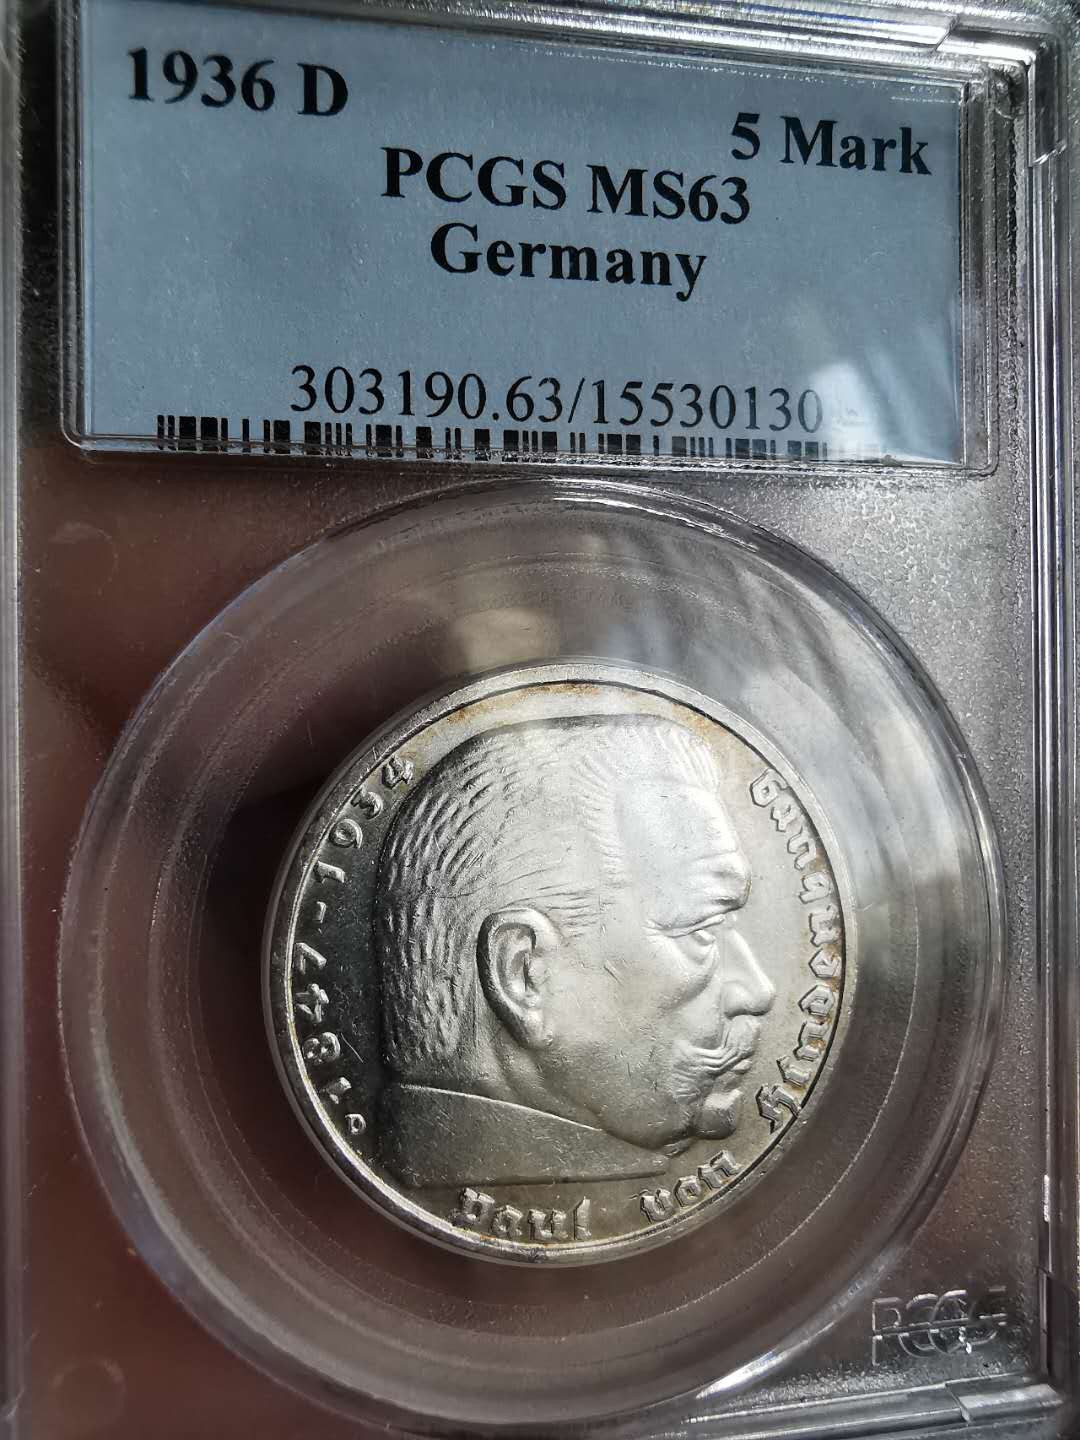 1936 D
5 Mark
PCGS MS63
Germany
303190.63/15530130
1847-1934
Paul von Hindenburg
D
PCGS